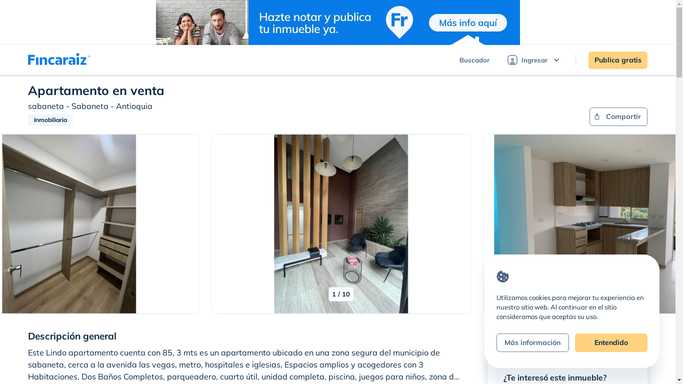 Hazte notar y publica
tu inmueble ya.
Fr
Más info aquí
Fincaraiz
Buscador
Ingresar
Publica gratis
Apartamento en venta
sabaneta - Sabaneta - Antioquia
Inmobiliaria
Compartir
1 / 10
Utilizamos cookies para mejorar tu experiencia en
nuestro sitio web. Al continuar en el sitio
consideramos que aceptas su uso.
Más información
Entendido
Descripción general
Este Lindo apartamento cuenta con 85, 3 mts es un apartamento ubicado en una zona segura del municipio de
sabaneta, cerca a la avenida las vegas, metro, hospitales e iglesias, Espacios amplios y acogedores con 3
Habitaciones, Dos Baños Completos, parqueadero, cuarto útil, unidad completa, piscina, juegos para niños, zona d...
¿Te interesó este inmueble?